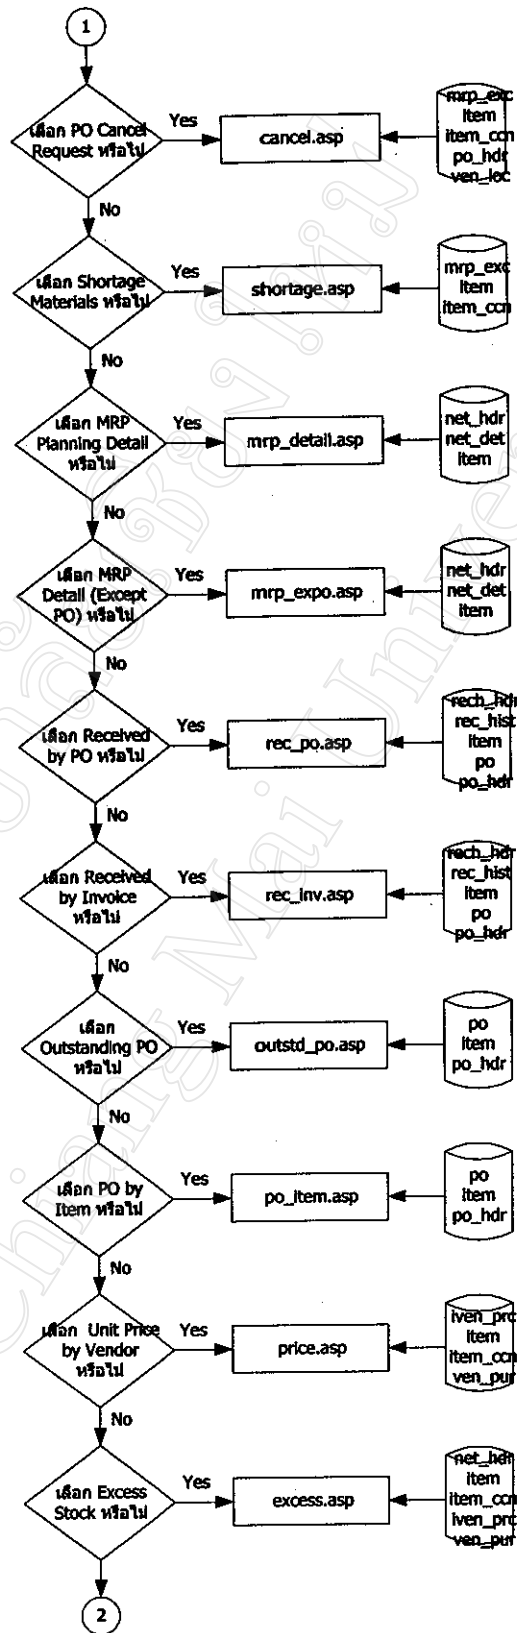 1
เลือก PO Cancel
Request หรือไม่
Yes
cancel.asp
mrp_exc
item
item_ccn
po_hdr
ven_loc
No
เลือก Shortage
Materials หรือไม่
Yes
shortage.asp
mrp_exc
item
item_ccn
No
เลือก MRP
Planning Detail
หรือไม่
Yes
mrp_detail.asp
net_hdr
net_det
item
No
เลือก MRP
Detail (Except
PO) หรือไม่
Yes
mrp_expo.asp
net_hdr
net_det
item
No
เลือก Received
by PO หรือไม่
Yes
rec_po.asp
rech_hdr
rec_hist
item
po
po_hdr
No
เลือก Received
by Invoice
หรือไม่
Yes
rec_inv.asp
rech_hdr
rec_hist
item
po
po_hdr
No
เลือก
Outstanding PO
หรือไม่
Yes
outstd_po.asp
po
item
po_hdr
No
เลือก PO by
Item หรือไม่
Yes
po_item.asp
po
item
po_hdr
No
เลือก Unit Price
by Vendor
หรือไม่
Yes
price.asp
iven_prc
item
item_ccn
ven_pur
No
เลือก Excess
Stock หรือไม่
Yes
excess.asp
net_hdr
item
item_ccn
iven_prc
ven_pur
2
Chiang Mai Univer